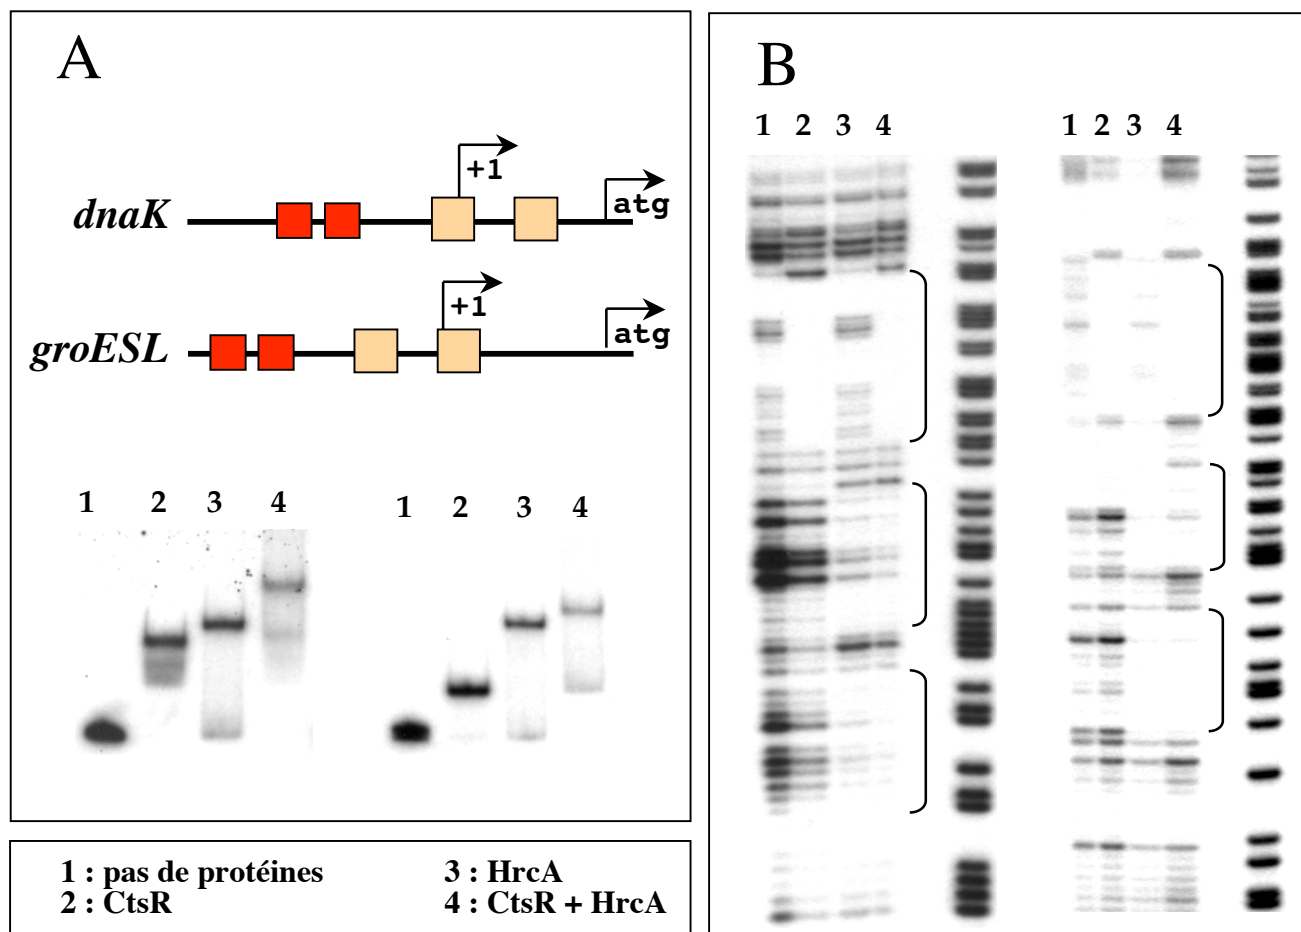 A
+1
dnaK
atg
+1
groESL
atg
1 2 3 4
1 2 3 4
1 : pas de protéines
2 : CtsR
3 : HrcA
4 : CtsR + HrcA
B
1 2 3 4
1 2 3 4